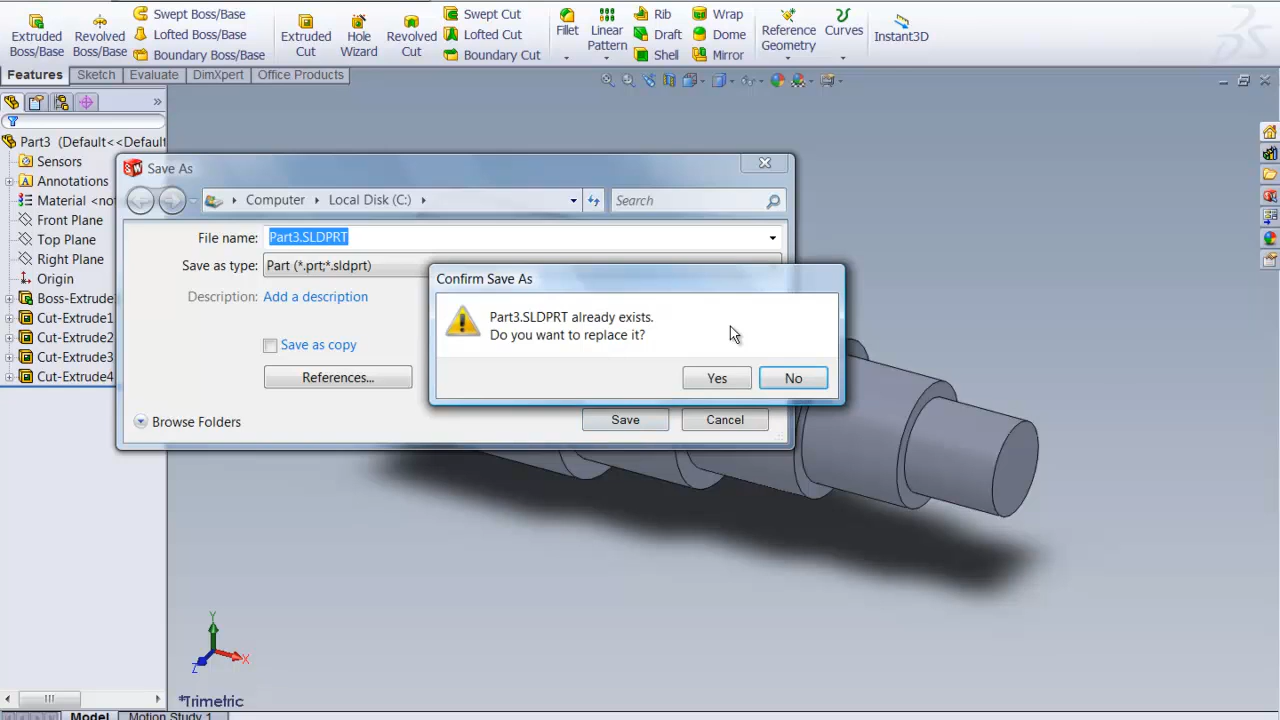 Swept Boss/Base
Lofted Boss/Base
Boundary Boss/Base
Extruded Boss/Base
Revolved Boss/Base
Extruded Cut
Hole Wizard
Revolved Cut
Swept Cut
Lofted Cut
Boundary Cut
Fillet
Linear Pattern
Rib
Draft
Shell
Wrap
Dome
Mirror
Reference Geometry
Curves
Instant3D
Features
Sketch
Evaluate
DimXpert
Office Products
Part3 (Default<<Default
Sensors
Annotations
Material <no
Front Plane
Top Plane
Right Plane
Origin
Boss-Extrude
Cut-Extrude1
Cut-Extrude2
Cut-Extrude3
Cut-Extrude4
Save As
Computer
Local Disk (C:)
Search
File name:
Part3.SLDPRT
Save as type:
Part (*.prt;*.sldprt)
Description:
Add a description
Save as copy
References...
Browse Folders
Save
Cancel
Confirm Save As
Part3.SLDPRT already exists.
Do you want to replace it?
Yes
No
Y
X
Z
*Trimetric
Model
Motion Study 1